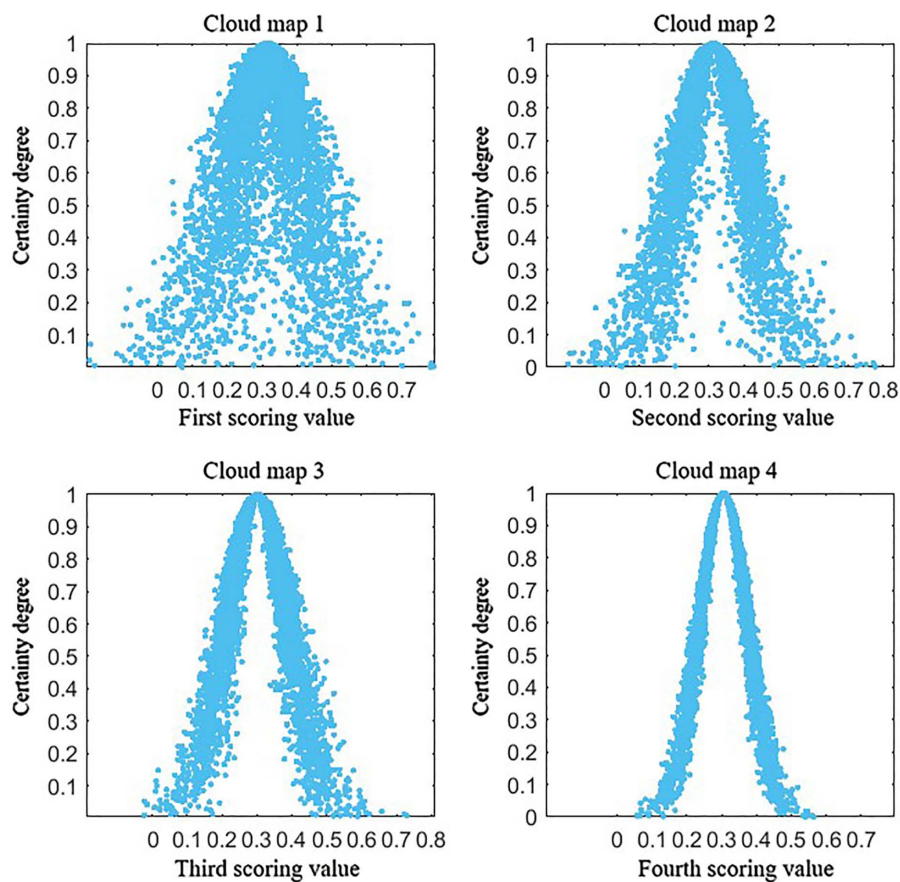 Cloud map 1
1
0.9
0.8
0.7
0.6
0.5
0.4
0.3
0.2
0.1
Certainty degree
0 0.1 0.2 0.3 0.4 0.5 0.6 0.7
First scoring value
Cloud map 2
1
0.9
0.8
0.7
0.6
0.5
0.4
0.3
0.2
0.1
0
Certainty degree
0 0.1 0.2 0.3 0.4 0.5 0.6 0.7 0.8
Second scoring value
Cloud map 3
1
0.9
0.8
0.7
0.6
0.5
0.4
0.3
0.2
0.1
Certainty degree
0 0.1 0.2 0.3 0.4 0.5 0.6 0.7 0.8
Third scoring value
Cloud map 4
1
0.9
0.8
0.7
0.6
0.5
0.4
0.3
0.2
0.1
0
Certainty degree
0 0.1 0.2 0.3 0.4 0.5 0.6 0.7
Fourth scoring value